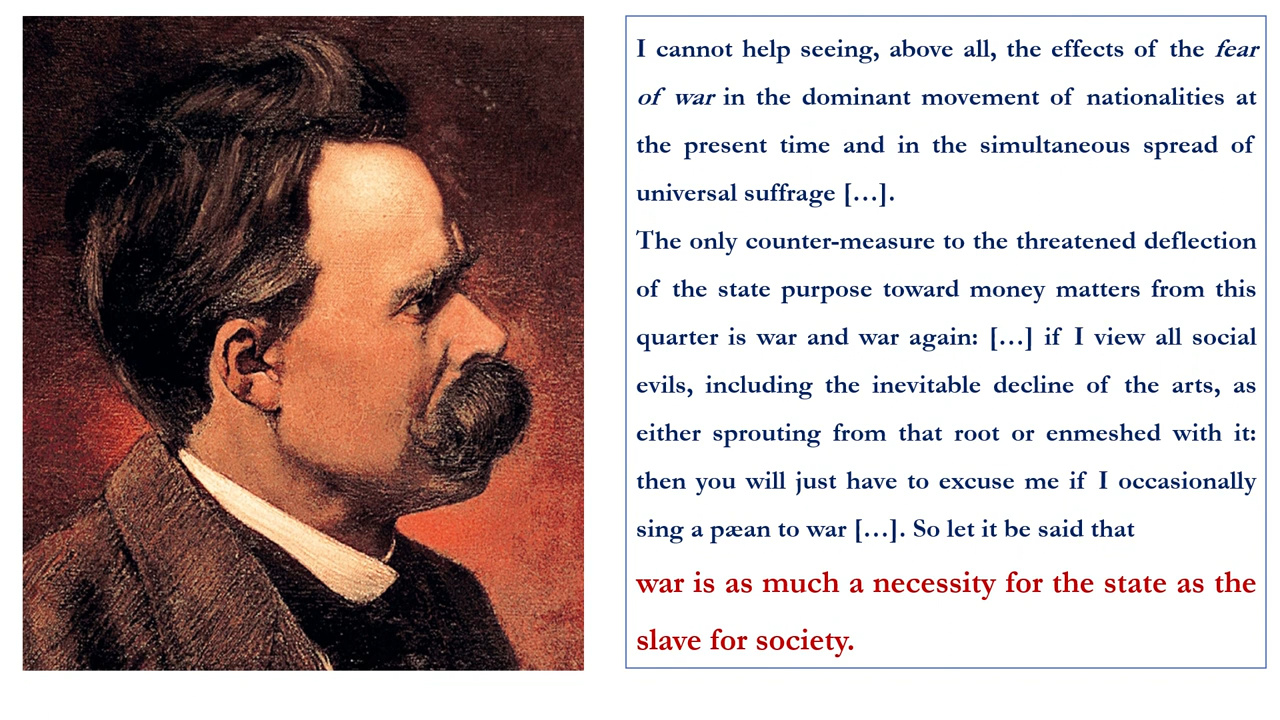 I cannot help seeing, above all, the effects of the fear
of war in the dominant movement of nationalities at
the present time and in the simultaneous spread of
universal suffrage […].
The only counter-measure to the threatened deflection
of the state purpose toward money matters from this
quarter is war and war again: […] if I view all social
evils, including the inevitable decline of the arts, as
either sprouting from that root or enmeshed with it:
then you will just have to excuse me if I occasionally
sing a pæan to war […]. So let it be said that
war is as much a necessity for the state as the
slave for society.